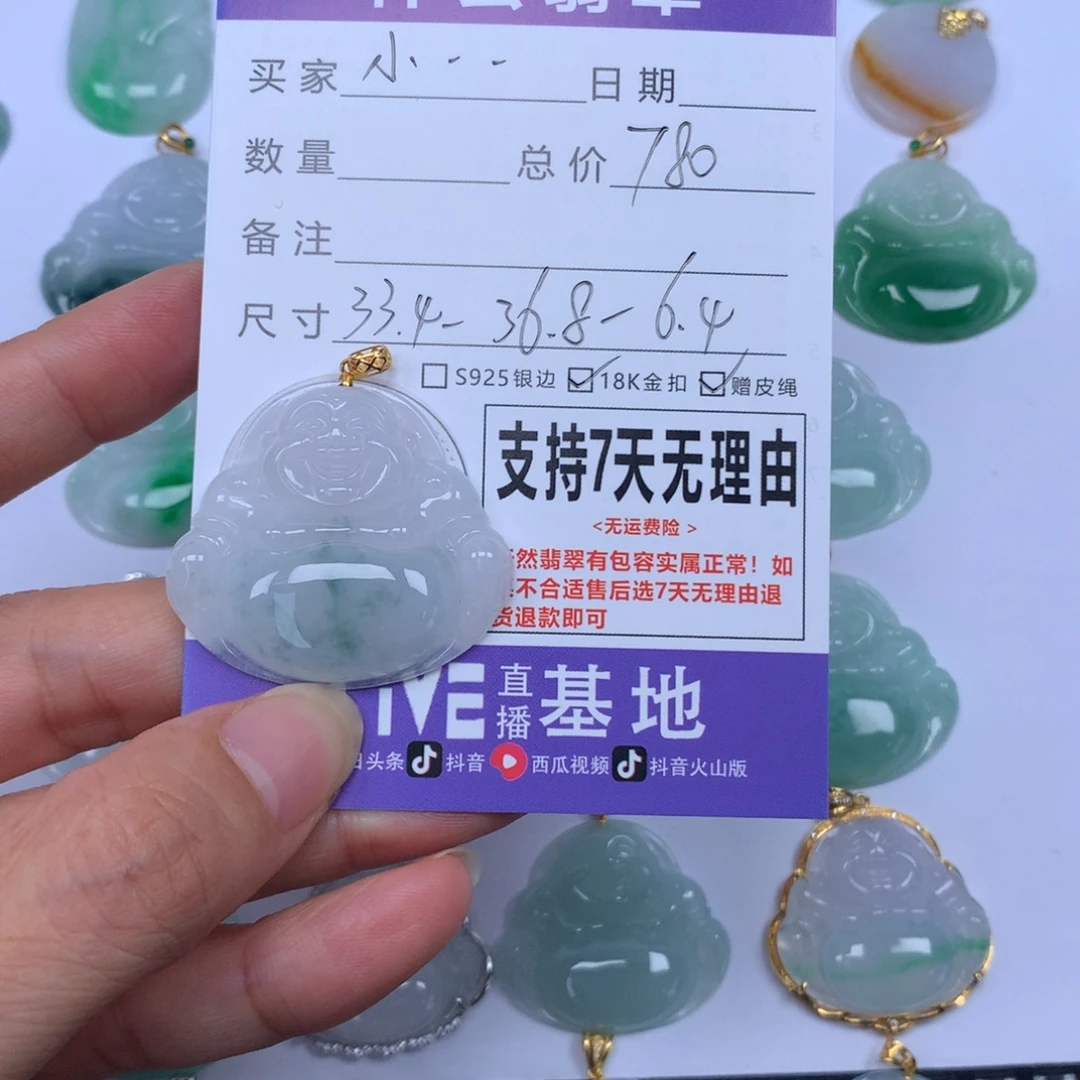 买家 小 - - 日期
数量 总价 780
备注
尺寸 33.4- 36.8- 6.4
S925银边 18K金扣 赠皮绳
支持7天无理由
<无运费险 >
然翡翠有包容实属正常！如
不合适售后选7天无理由退
货退款即可
IVE 直播 基地
头条 抖音 西瓜视频 抖音火山版